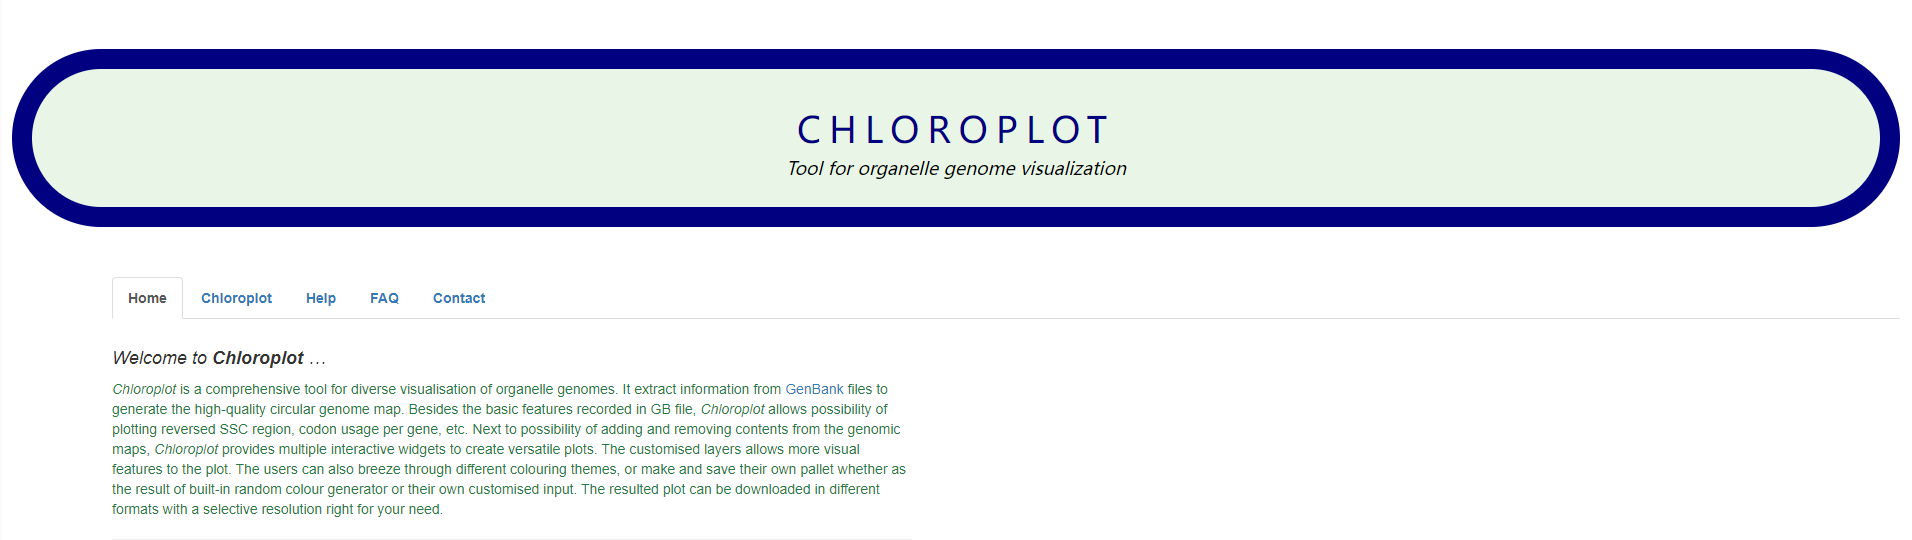 CHLOROPLOT
Tool for organelle genome visualization
Home Chloroplot Help FAQ Contact
Welcome to Chloroplot ...
Chloroplot is a comprehensive tool for diverse visualisation of organelle genomes. It extract information from GenBank files to
generate the high-quality circular genome map. Besides the basic features recorded in GB file, Chloroplot allows possibility of
plotting reversed SSC region, codon usage per gene, etc. Next to possibility of adding and removing contents from the genomic
maps, Chloroplot provides multiple interactive widgets to create versatile plots. The customised layers allows more visual
features to the plot. The users can also breeze through different colouring themes, or make and save their own pallet whether as
the result of built-in random colour generator or their own customised input. The resulted plot can be downloaded in different
formats with a selective resolution right for your need.